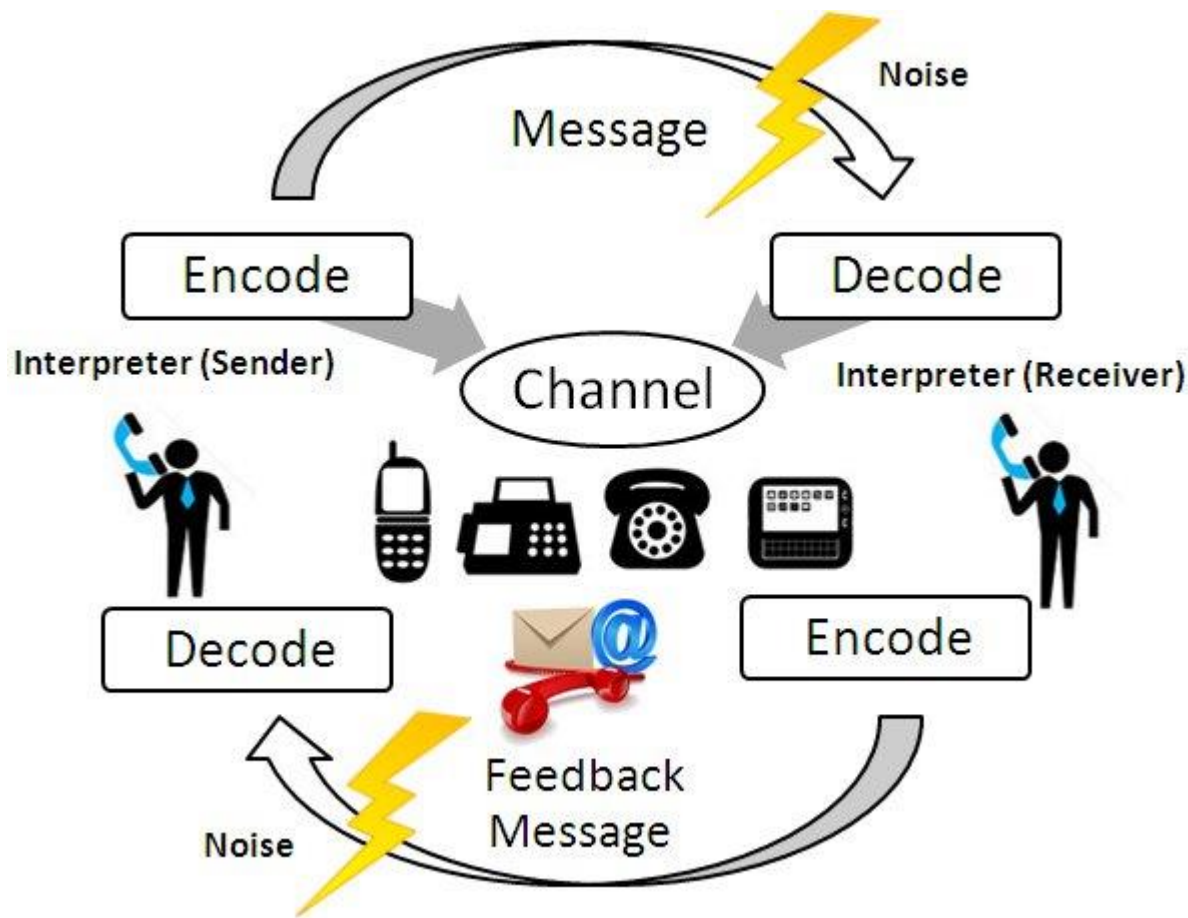 Noise
Message
Encode
Decode
Interpreter (Sender)
Channel
Interpreter (Receiver)
Decode
Encode
Feedback
Message
Noise